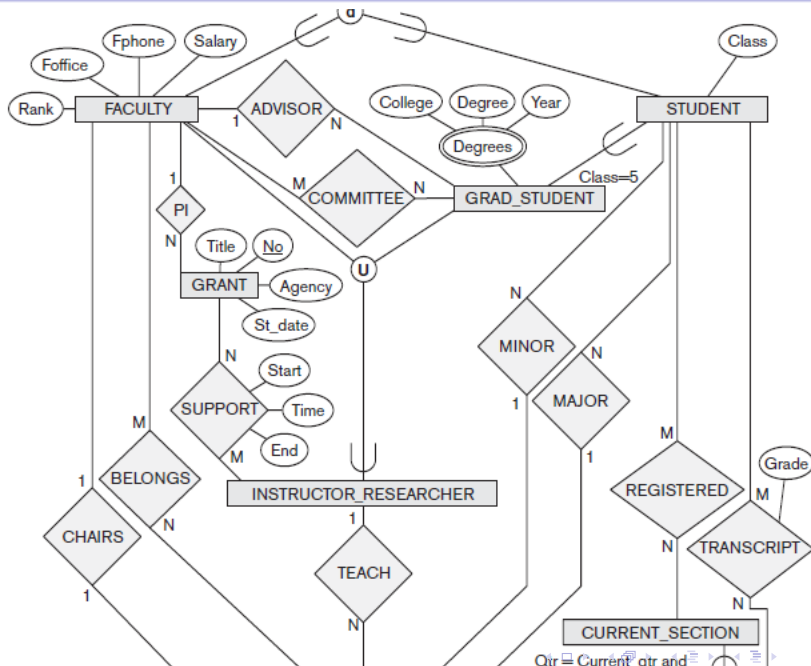 d
Fphone
Salary
Class
Foffice
Rank
FACULTY
ADVISOR
1
N
College
Degree
Year
STUDENT
Degrees
Class=5
1
M
COMMITTEE
N
GRAD_STUDENT
PI
N
Title
No
U
GRANT
Agency
St_date
N
MINOR
N
N
Start
SUPPORT
Time
1
MAJOR
M
End
M
1
Grade
1
BELONGS
INSTRUCTOR_RESEARCHER
REGISTERED
M
N
1
CHAIRS
N
TRANSCRIPT
TEACH
1
N
N
CURRENT_SECTION
Qtr = Current_qtr and